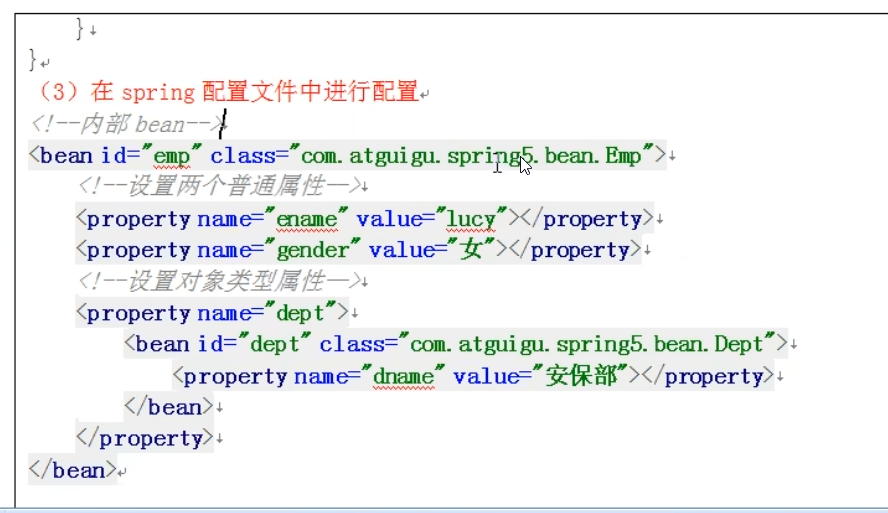 }
}
（3）在 spring 配置文件中进行配置
<!--内部 bean-->
<bean id="emp" class="com.atguigu.spring5.bean.Emp">
<!--设置两个普通属性-->
<property name="ename" value="lucy"></property>
<property name="gender" value="女"></property>
<!--设置对象类型属性-->
<property name="dept">
<bean id="dept" class="com.atguigu.spring5.bean.Dept">
<property name="dname" value="安保部"></property>
</bean>
</property>
</bean>